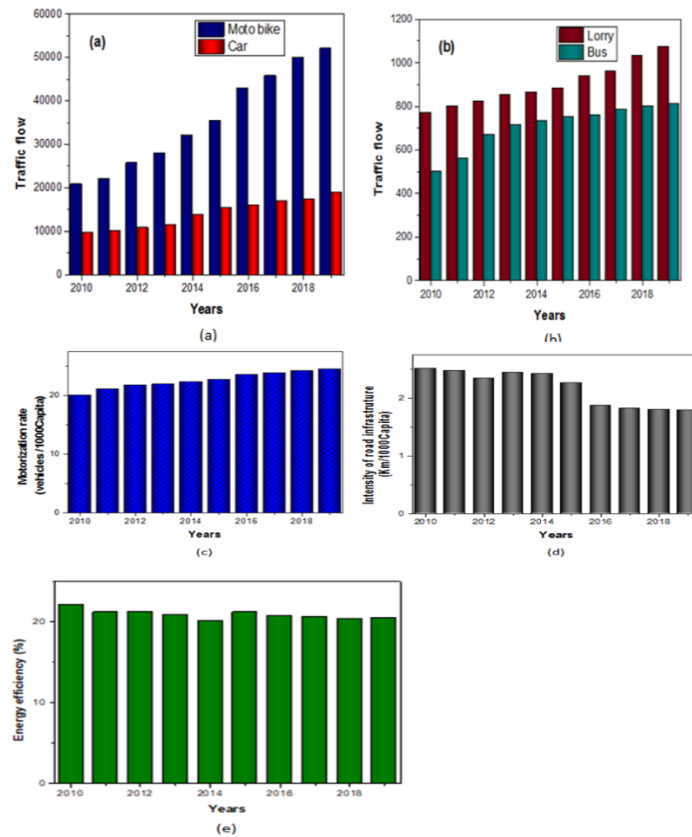 (a)
Moto bike
Car
60000
50000
40000
30000
20000
10000
0
Traffic flow
2010 2012 2014 2016 2018
Years
(a)
(b)
Lorry
Bus
1200
1000
800
600
400
200
0
Traffic flow
2010 2012 2014 2016 2018
Years
(b)
20
10
0
Motorization rate
(vehicles /1000Capita)
2010 2012 2014 2016 2018
Years
(c)
2
1
0
Intensity of road infrastruture
(Km/1000Capita)
2010 2012 2014 2016 2018
Years
(d)
20
10
0
Energy efficiency (%)
2010 2012 2014 2016 2018
Years
(e)